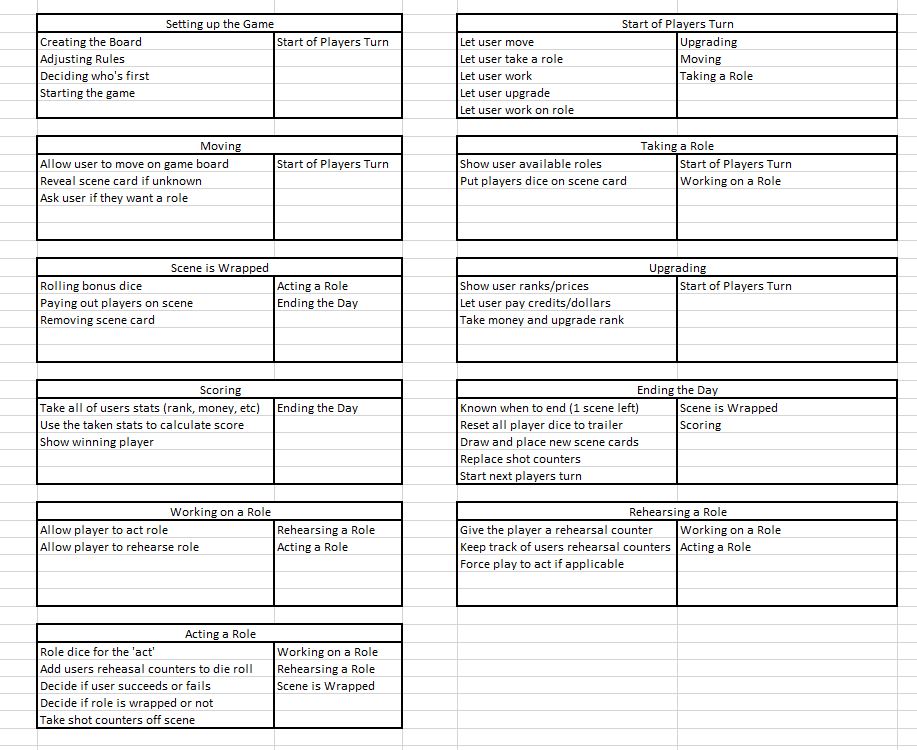 Setting up the Game
Creating the Board
Start of Players Turn
Adjusting Rules
Deciding who's first
Starting the game
Start of Players Turn
Let user move
Upgrading
Let user take a role
Moving
Let user work
Taking a Role
Let user upgrade
Let user work on role
Moving
Allow user to move on game board
Start of Players Turn
Reveal scene card if unknown
Ask user if they want a role
Taking a Role
Show user available roles
Start of Players Turn
Put players dice on scene card
Working on a Role
Scene is Wrapped
Rolling bonus dice
Acting a Role
Paying out players on scene
Ending the Day
Removing scene card
Upgrading
Show user ranks/prices
Start of Players Turn
Let user pay credits/dollars
Take money and upgrade rank
Scoring
Take all of users stats (rank, money, etc)
Ending the Day
Use the taken stats to calculate score
Show winning player
Ending the Day
Known when to end (1 scene left)
Scene is Wrapped
Reset all player dice to trailer
Scoring
Draw and place new scene cards
Replace shot counters
Start next players turn
Working on a Role
Allow player to act role
Rehearsing a Role
Allow player to rehearse role
Acting a Role
Rehearsing a Role
Give the player a rehearsal counter
Working on a Role
Keep track of users rehearsal counters
Acting a Role
Force play to act if applicable
Acting a Role
Role dice for the 'act'
Working on a Role
Add users reheasal counters to die roll
Rehearsing a Role
Decide if user succeeds or fails
Scene is Wrapped
Decide if role is wrapped or not
Take shot counters off scene